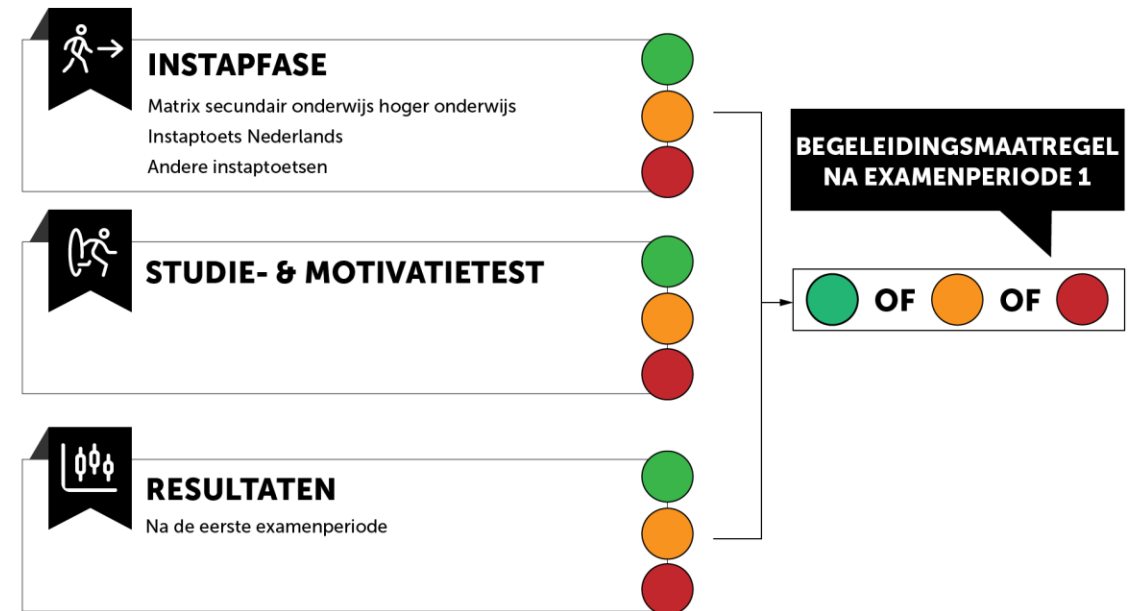 INSTAPFASE
Matrix secundair onderwijs hoger onderwijs
Instaptoets Nederlands
Andere instaptoetsen
STUDIE- & MOTIVATIETEST
RESULTATEN
Na de eerste examenperiode
BEGELEIDINGSMAATREGEL
NA EXAMENPERIODE 1
OF OF